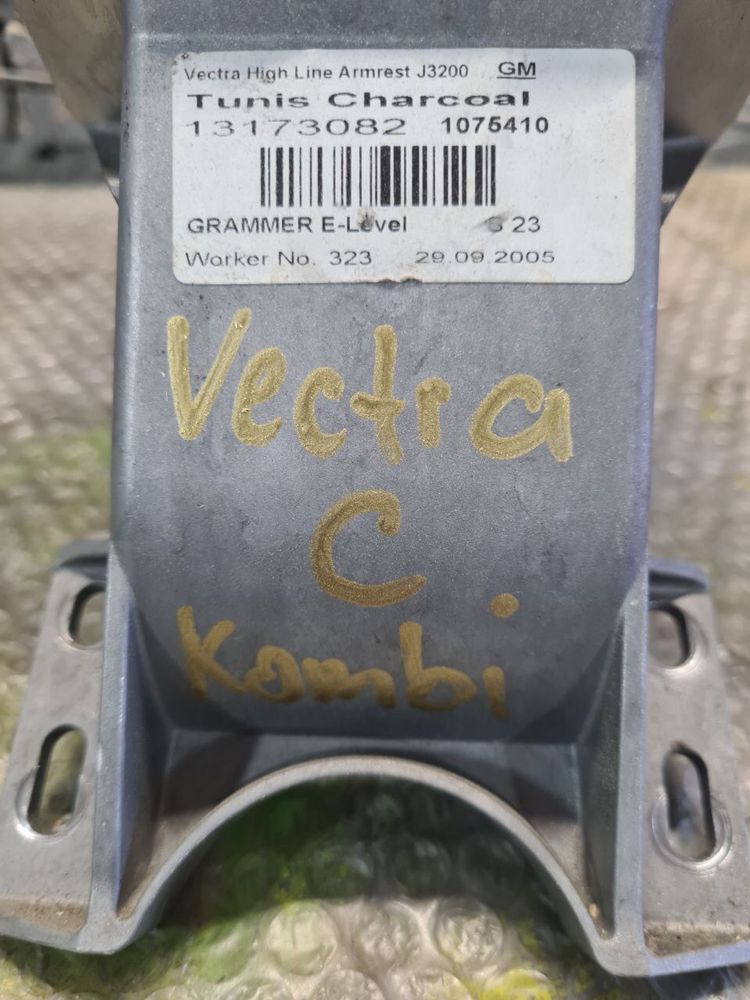 Vectra High Line Armrest J3200 GM
Tunis Charcoal
13173082 1075410
GRAMMER E-Level S 23
Worker No. 323 29.09.2005
Vectra
C
Kombi